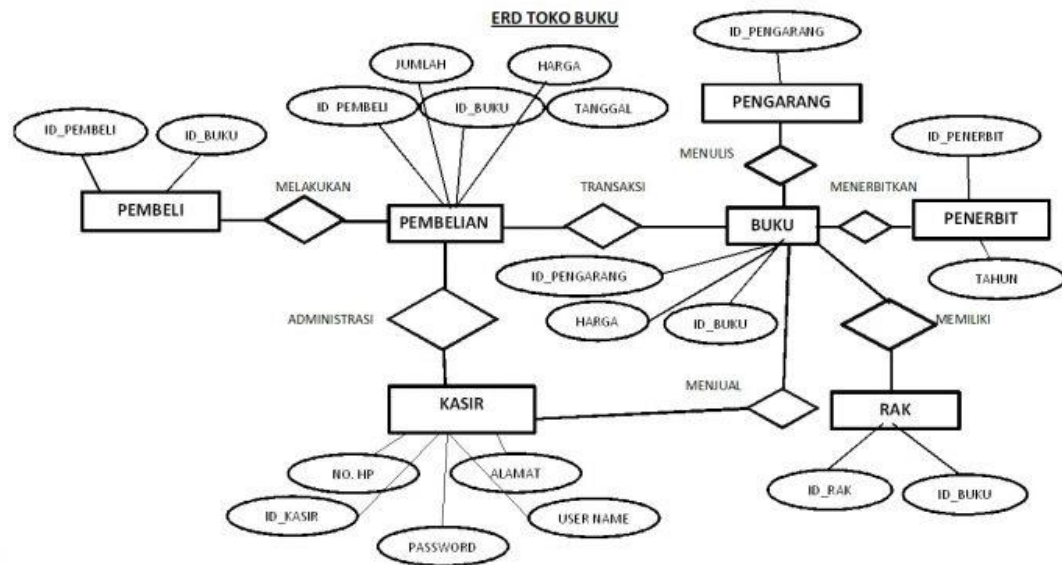 ERD TOKO BUKU
ID_PENGARANG
JUMLAH
HARGA
ID_PEMBELI
ID_BUKU
TANGGAL
PENGARANG
ID_PEMBELI
ID_BUKU
ID_PENERBIT
MENULIS
MELAKUKAN
TRANSAKSI
MENERBITKAN
PEMBELI
PEMBELIAN
BUKU
PENERBIT
ID_PENGARANG
TAHUN
HARGA
ID_BUKU
ADMINISTRASI
MEMILIKI
MENJUAL
KASIR
RAK
NO. HP
ALAMAT
ID_RAK
ID_BUKU
ID_KASIR
USER NAME
PASSWORD